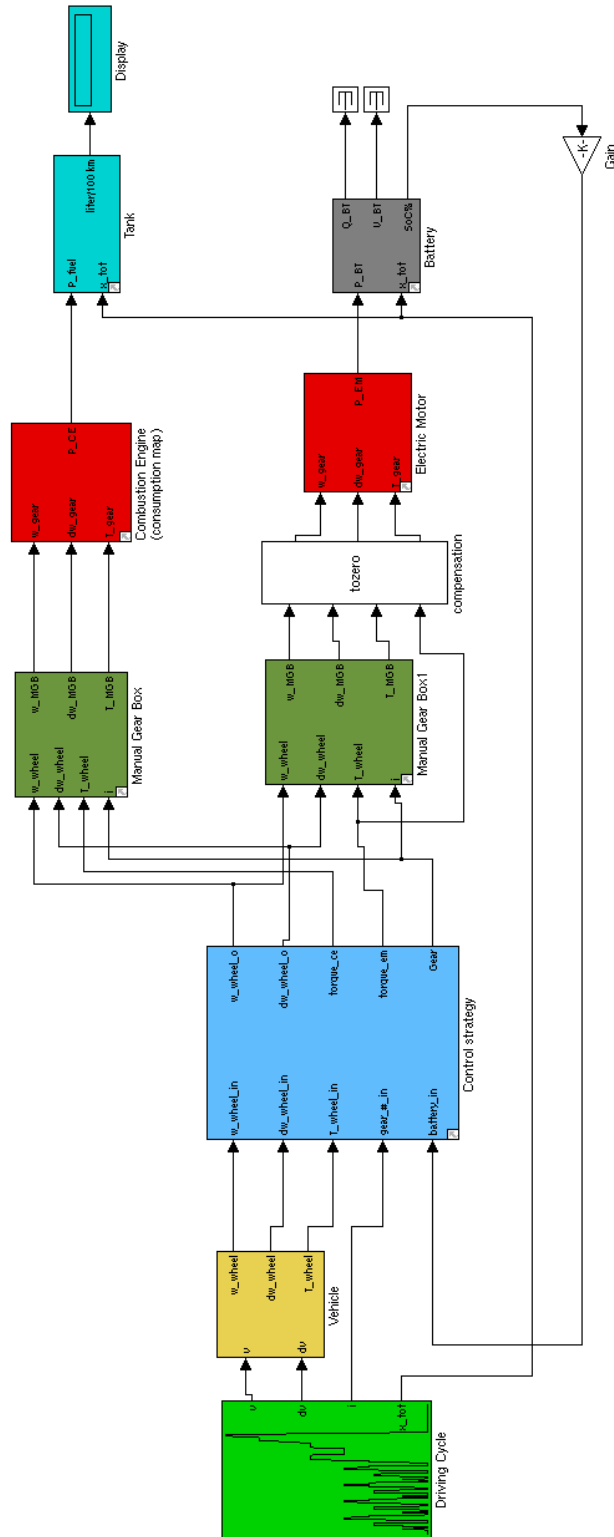 Driving Cycle
v
dv
i
x_tot
Vehicle
v
dv
w_wheel
dw_wheel
T_wheel
Control strategy
w_wheel_in
dw_wheel_in
T_wheel_in
gear_#_in
battery_in
w_wheel_o
dw_wheel_o
torque_ce
torque_em
Gear
Manual Gear Box
w_wheel
dw_wheel
T_wheel
i
w_MGB
dw_MGB
T_MGB
Manual Gear Box1
w_wheel
dw_wheel
T_wheel
i
w_MGB
dw_MGB
T_MGB
tozero
compensation
Combustion Engine
(consumption map)
w_gear
dw_gear
T_gear
P_CE
Electric Motor
w_gear
dw_gear
T_gear
P_EM
Tank
P_fuel
x_tot
liter/100 km
Display
Battery
P_BT
x_tot
Q_BT
U_BT
SoC%
-K-
Gain